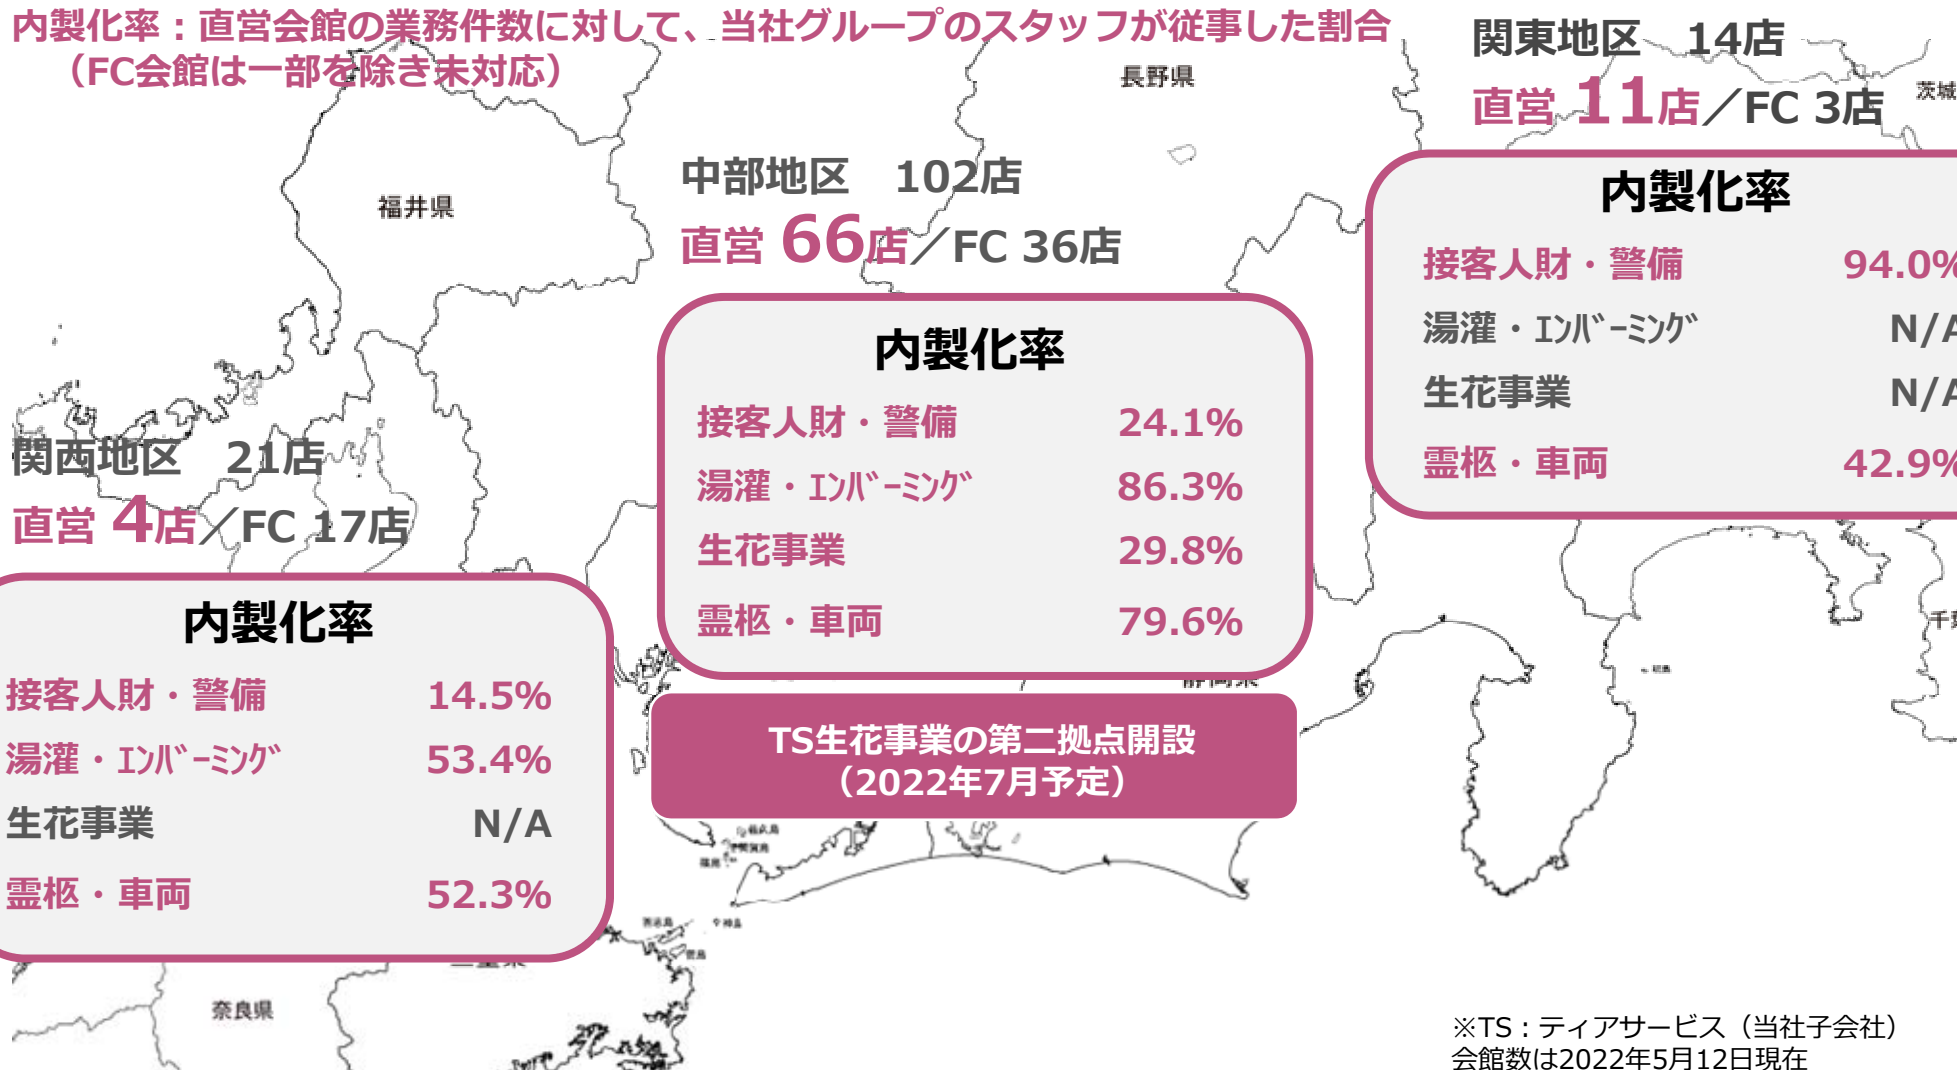 内製化率：直営会館の業務件数に対して、当社グループのスタッフが従事した割合
（FC会館は一部を除き未対応）
関東地区　14店
直営 11店／FC 3店
内製化率
接客人財・警備 94.0%
湯灌・ｴﾝﾊﾞｰﾐﾝｸﾞ N/A
生花事業 N/A
霊柩・車両 42.9%
長野県
茨城
福井県
中部地区　102店
直営 66店／FC 36店
内製化率
接客人財・警備 24.1%
湯灌・ｴﾝﾊﾞｰﾐﾝｸﾞ 86.3%
生花事業 29.8%
霊柩・車両 79.6%
静岡県
TS生花事業の第二拠点開設
（2022年7月予定）
関西地区　21店
直営 4店／FC 17店
内製化率
接客人財・警備 14.5%
湯灌・ｴﾝﾊﾞｰﾐﾝｸﾞ 53.4%
生花事業 N/A
霊柩・車両 52.3%
奈良県
※TS：ティアサービス（当社子会社）
会館数は2022年5月12日現在